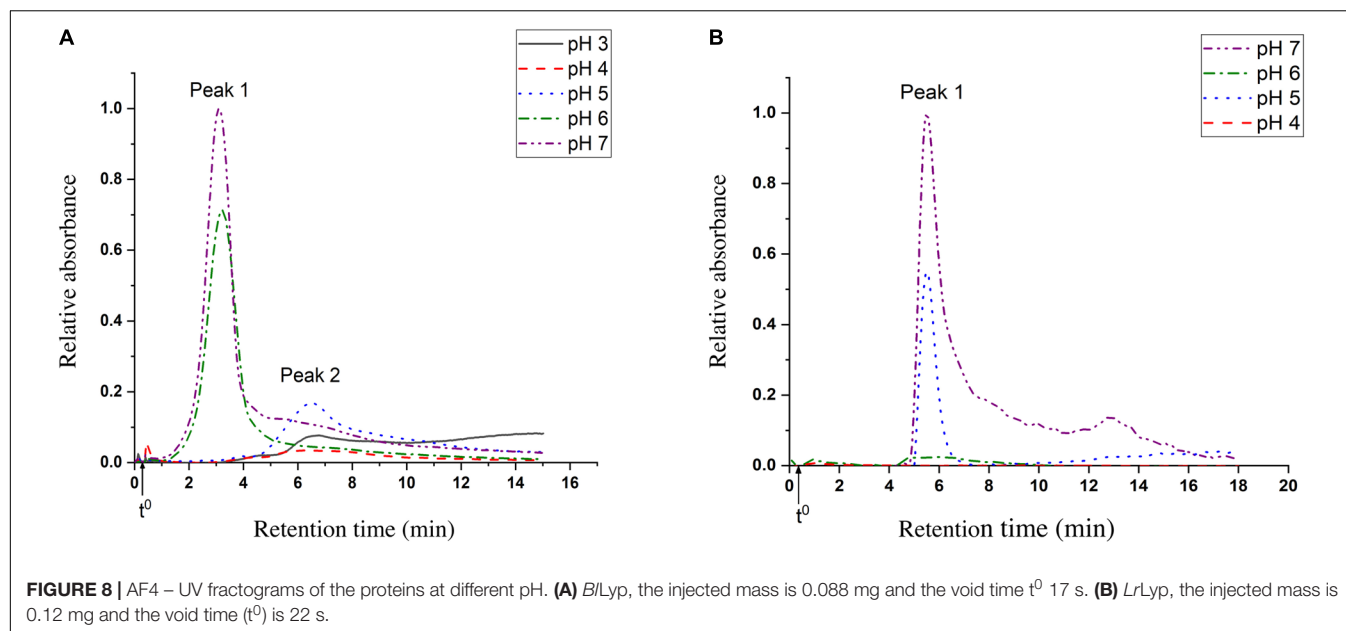 A
pH 3
pH 4
pH 5
pH 6
pH 7
Peak 1
Peak 2
1.0
0.8
0.6
0.4
0.2
0.0
Relative absorbance
0 2 4 6 8 10 12 14 16
t⁰
Retention time (min)
B
pH 7
pH 6
pH 5
pH 4
Peak 1
1.0
0.8
0.6
0.4
0.2
0.0
Relative absorbance
0 2 4 6 8 10 12 14 16 18 20
t⁰
Retention time (min)
FIGURE 8 | AF4 – UV fractograms of the proteins at different pH. (A) BlLyp, the injected mass is 0.088 mg and the void time t⁰ 17 s. (B) LrLyp, the injected mass is
0.12 mg and the void time (t⁰) is 22 s.